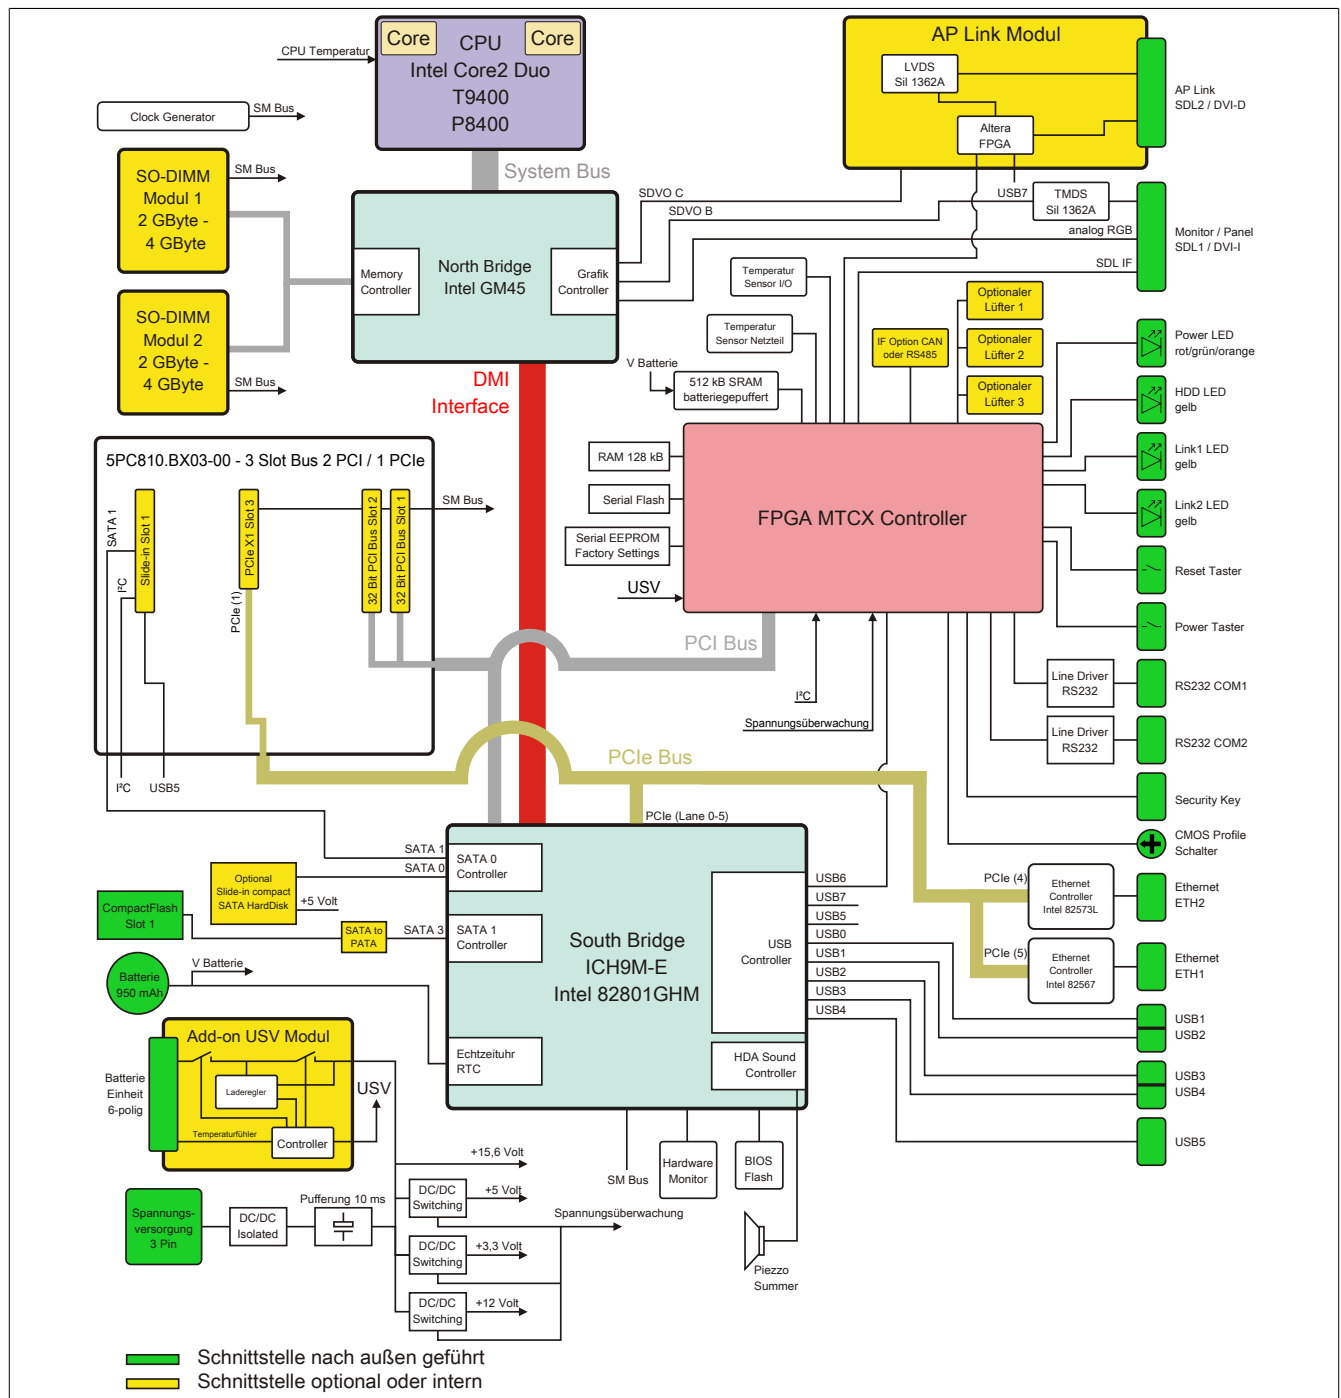 Core
CPU
Core
Intel Core2 Duo
T9400
P8400
CPU Temperatur
Clock Generator
SM Bus
SO-DIMM
Modul 1
2 GByte -
4 GByte
SM Bus
SO-DIMM
Modul 2
2 GByte -
4 GByte
SM Bus
System Bus
Memory
Controller
North Bridge
Intel GM45
Grafik
Controller
DMI
Interface
AP Link Modul
LVDS
Sil 1362A
Altera
FPGA
AP Link
SDL2 / DVI-D
SDVO C
SDVO B
USB7
TMDS
Sil 1362A
analog RGB
SDL IF
Monitor / Panel
SDL1 / DVI-I
Temperatur
Sensor I/O
Temperatur
Sensor Netzteil
V Batterie
512 kB SRAM
batteriegepuffert
IF Option CAN
oder RS485
Optionaler
Lüfter 1
Optionaler
Lüfter 2
Optionaler
Lüfter 3
Power LED
rot/grün/orange
HDD LED
gelb
Link1 LED
gelb
Link2 LED
gelb
Reset Taster
Power Taster
RAM 128 kB
Serial Flash
Serial EEPROM
Factory Settings
USV
FPGA MTCX Controller
5PC810.BX03-00 - 3 Slot Bus 2 PCI / 1 PCIe
SATA 1
I²C
Slide-in Slot 1
PCIe X1 Slot 3
PCIe (1)
32 Bit PCI Bus Slot 2
32 Bit PCI Bus Slot 1
SM Bus
I²C
USB5
PCI Bus
I²C
Spannungsüberwachung
Line Driver
RS232
RS232 COM1
Line Driver
RS232
RS232 COM2
Security Key
CMOS Profile
Schalter
PCIe Bus
PCIe (Lane 0-5)
PCIe (4)
Ethernet
Controller
Intel 82573L
Ethernet
ETH2
PCIe (5)
Ethernet
Controller
Intel 82567
Ethernet
ETH1
SATA 1
SATA 0
SATA 0
Controller
Optional
Slide-in compact
SATA HardDisk
+5 Volt
CompactFlash
Slot 1
SATA to
PATA
SATA 3
SATA 1
Controller
Batterie
950 mAh
V Batterie
South Bridge
ICH9M-E
Intel 82801GHM
USB
Controller
USB6
USB7
USB5
USB0
USB1
USB2
USB3
USB4
Echtzeituhr
RTC
HDA Sound
Controller
USB1
USB2
USB3
USB4
USB5
Add-on USV Modul
Batterie
Einheit
6-polig
Laderegler
Temperaturfühler
Controller
USV
SM Bus
Hardware
Monitor
BIOS
Flash
Piezzo
Summer
Spannungs-
versorgung
3 Pin
DC/DC
Isolated
Pufferung 10 ms
+15,6 Volt
DC/DC
Switching
+5 Volt
Spannungsüberwachung
DC/DC
Switching
+3,3 Volt
DC/DC
Switching
+12 Volt
Schnittstelle nach außen geführt
Schnittstelle optional oder intern